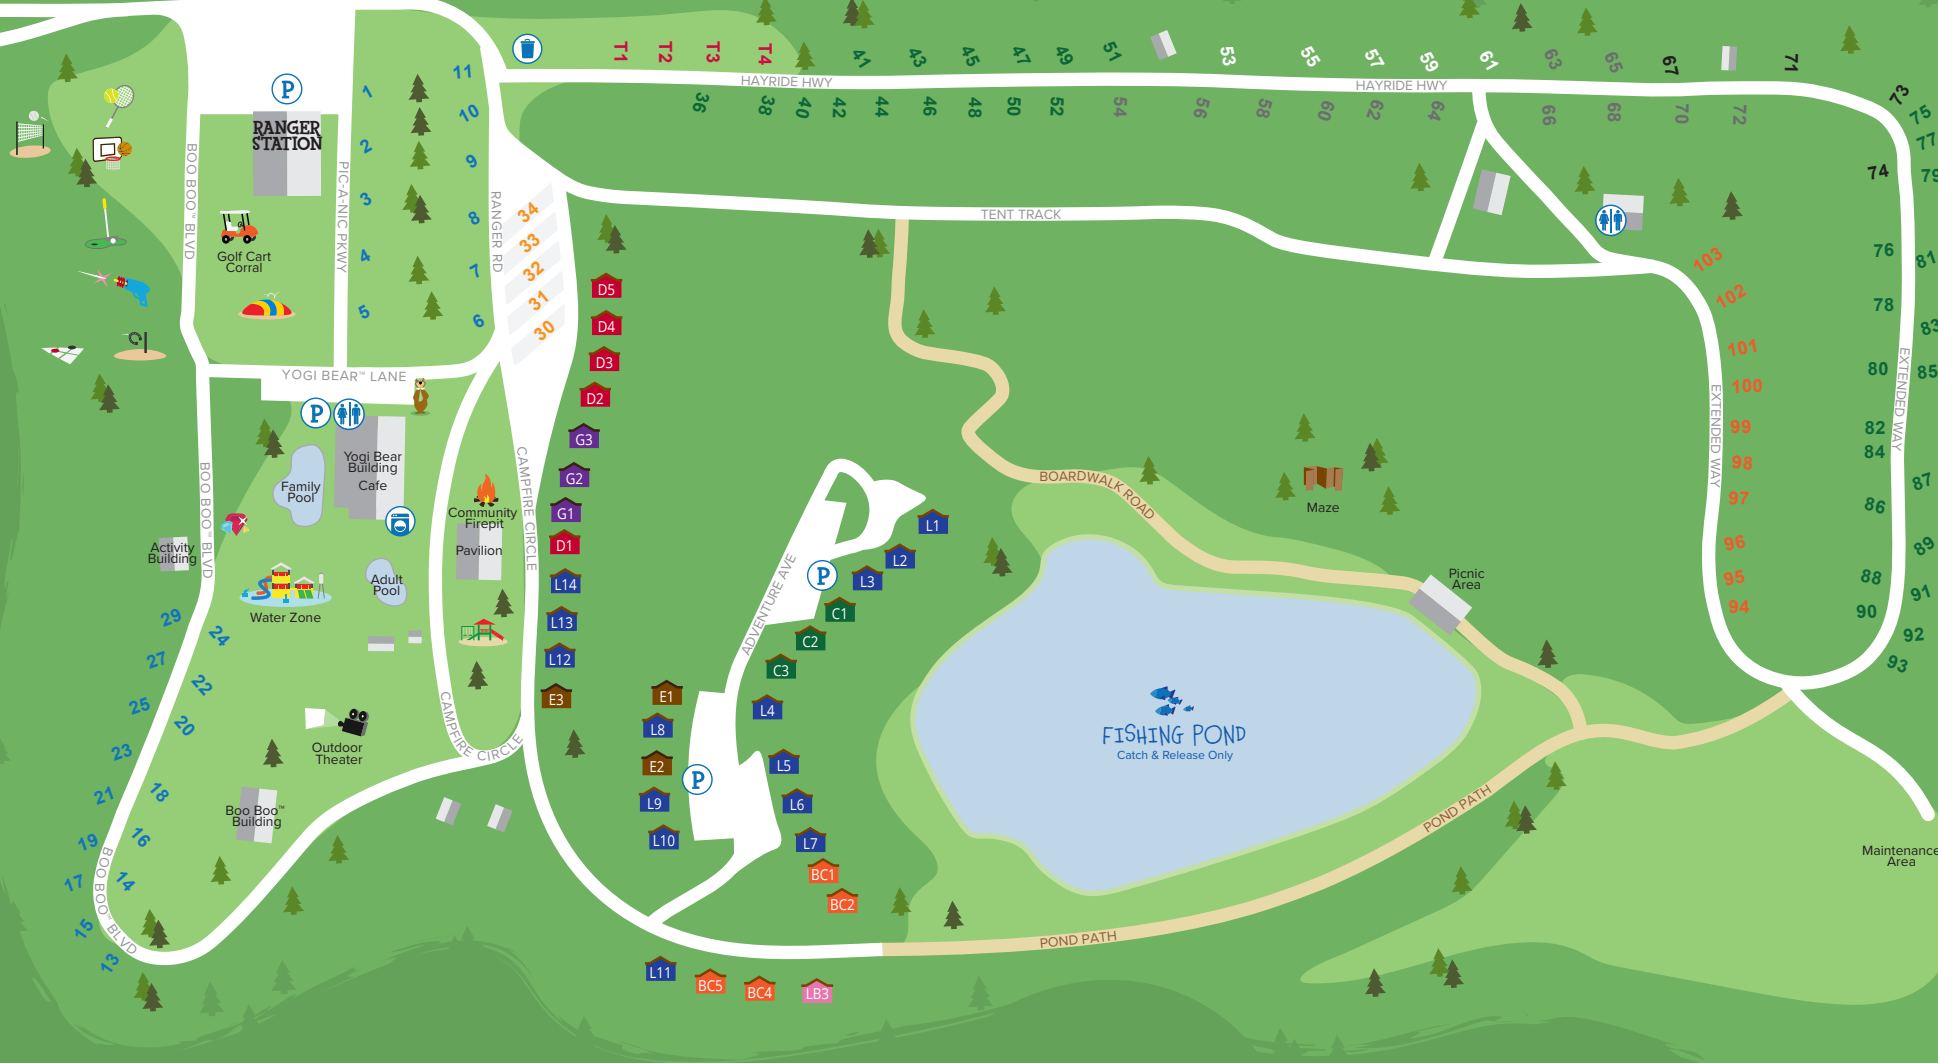 T1
T2
T3
T4
41
43
45
47
49
51
53
55
57
59
61
63
65
67
71
73
75
77
79
HAYRIDE HWY
HAYRIDE HWY
36
38
40
42
44
46
48
50
52
54
56
58
60
62
64
66
68
70
72
74
P
RANGER
STATION
BOO BOO™ BLVD
PIC-A-NIC PKWY
RANGER RD
11
10
9
8
7
6
1
2
3
4
5
Golf Cart
Corral
34
33
32
31
30
TENT TRACK
YOGI BEAR™ LANE
P
Yogi Bear
Building
Cafe
Family
Pool
Adult
Pool
Activity
Building
Water Zone
BOO BOO™ BLVD
Community
Firepit
Pavilion
CAMPFIRE CIRCLE
CAMPFIRE CIRCLE
Outdoor
Theater
Boo Boo™
Building
BOO BOO™ BLVD
29
27
25
23
21
19
17
15
13
24
22
20
18
16
14
D5
D4
D3
D2
G3
G2
G1
D1
L14
L13
L12
E3
E1
L8
E2
L9
L10
P
ADVENTURE AVE
P
L1
L2
L3
C1
C2
C3
L4
L5
L6
L7
BC1
BC2
L11
BC5
BC4
LB3
BOARDWALK ROAD
Maze
Picnic
Area
FISHING POND
Catch & Release Only
POND PATH
POND PATH
103
102
101
100
99
98
97
96
95
94
EXTENDED WAY
EXTENDED WAY
76
78
80
82
84
86
88
90
81
83
85
87
89
91
92
93
Maintenance
Area